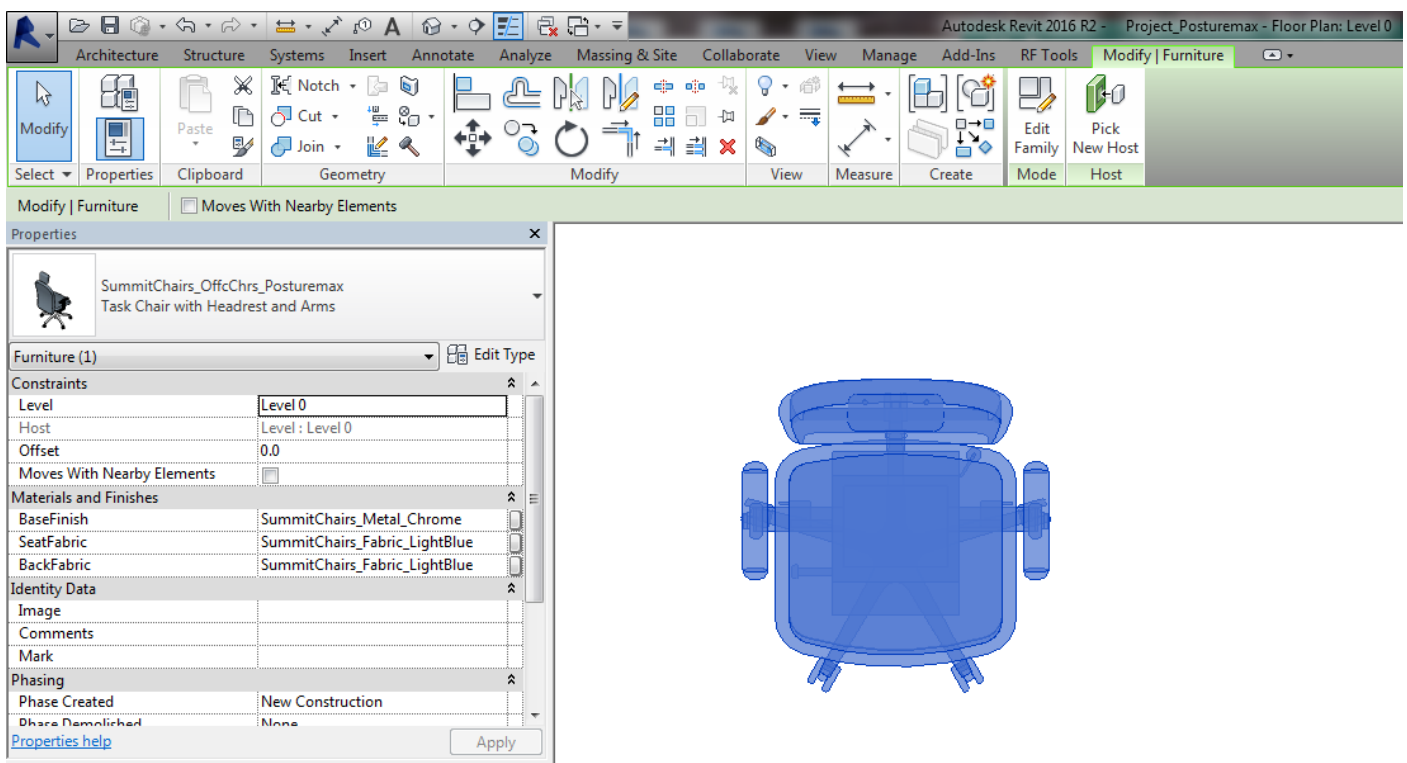 Autodesk Revit 2016 R2 -    Project_Posturemax - Floor Plan: Level 0
Architecture Structure Systems Insert Annotate Analyze Massing & Site Collaborate View Manage Add-Ins RF Tools Modify | Furniture
Notch
Cut
Join
Modify
Paste
Edit Family
Pick New Host
Select Properties Clipboard Geometry Modify View Measure Create Mode Host
Modify | Furniture Moves With Nearby Elements
Properties
SummitChairs_OffcChrs_Posturemax
Task Chair with Headrest and Arms
Furniture (1) Edit Type
Constraints
Level Level 0
Host Level : Level 0
Offset 0.0
Moves With Nearby Elements
Materials and Finishes
BaseFinish SummitChairs_Metal_Chrome
SeatFabric SummitChairs_Fabric_LightBlue
BackFabric SummitChairs_Fabric_LightBlue
Identity Data
Image
Comments
Mark
Phasing
Phase Created New Construction
Phase Demolished None
Properties help Apply